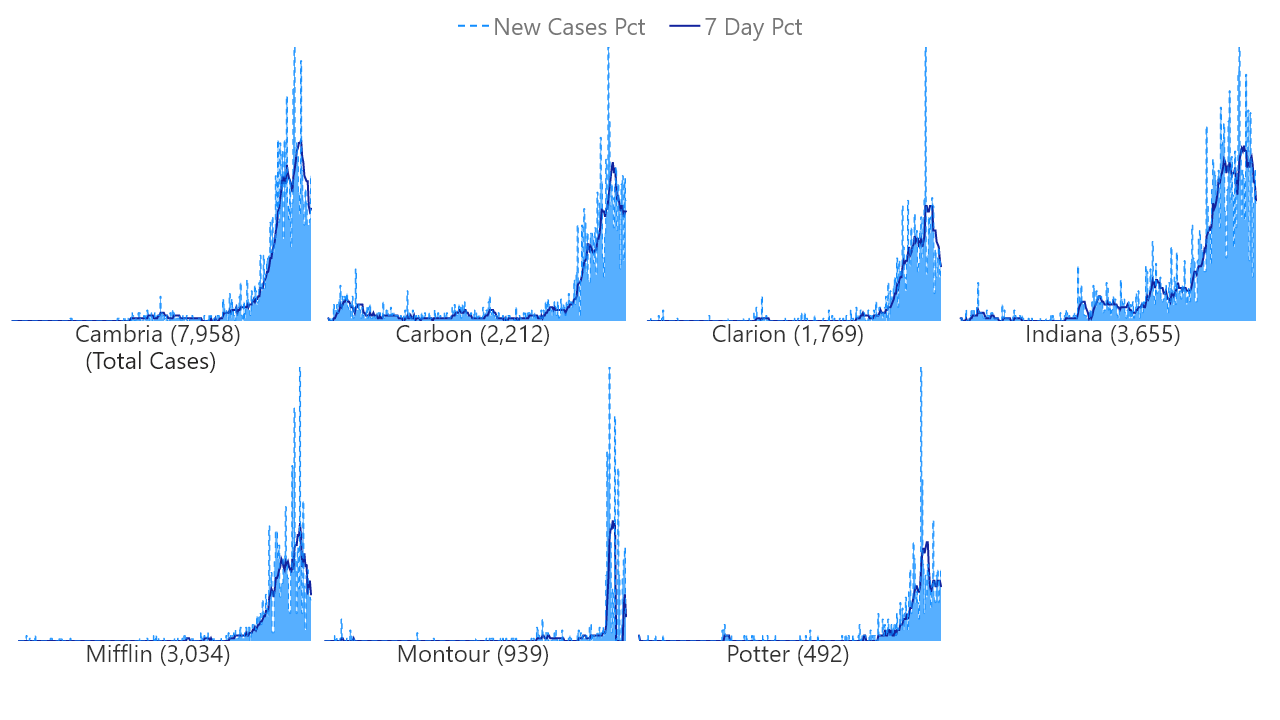 New Cases Pct 7 Day Pct
Cambria (7,958) Carbon (2,212) Clarion (1,769) Indiana (3,655)
(Total Cases)
Mifflin (3,034) Montour (939) Potter (492)